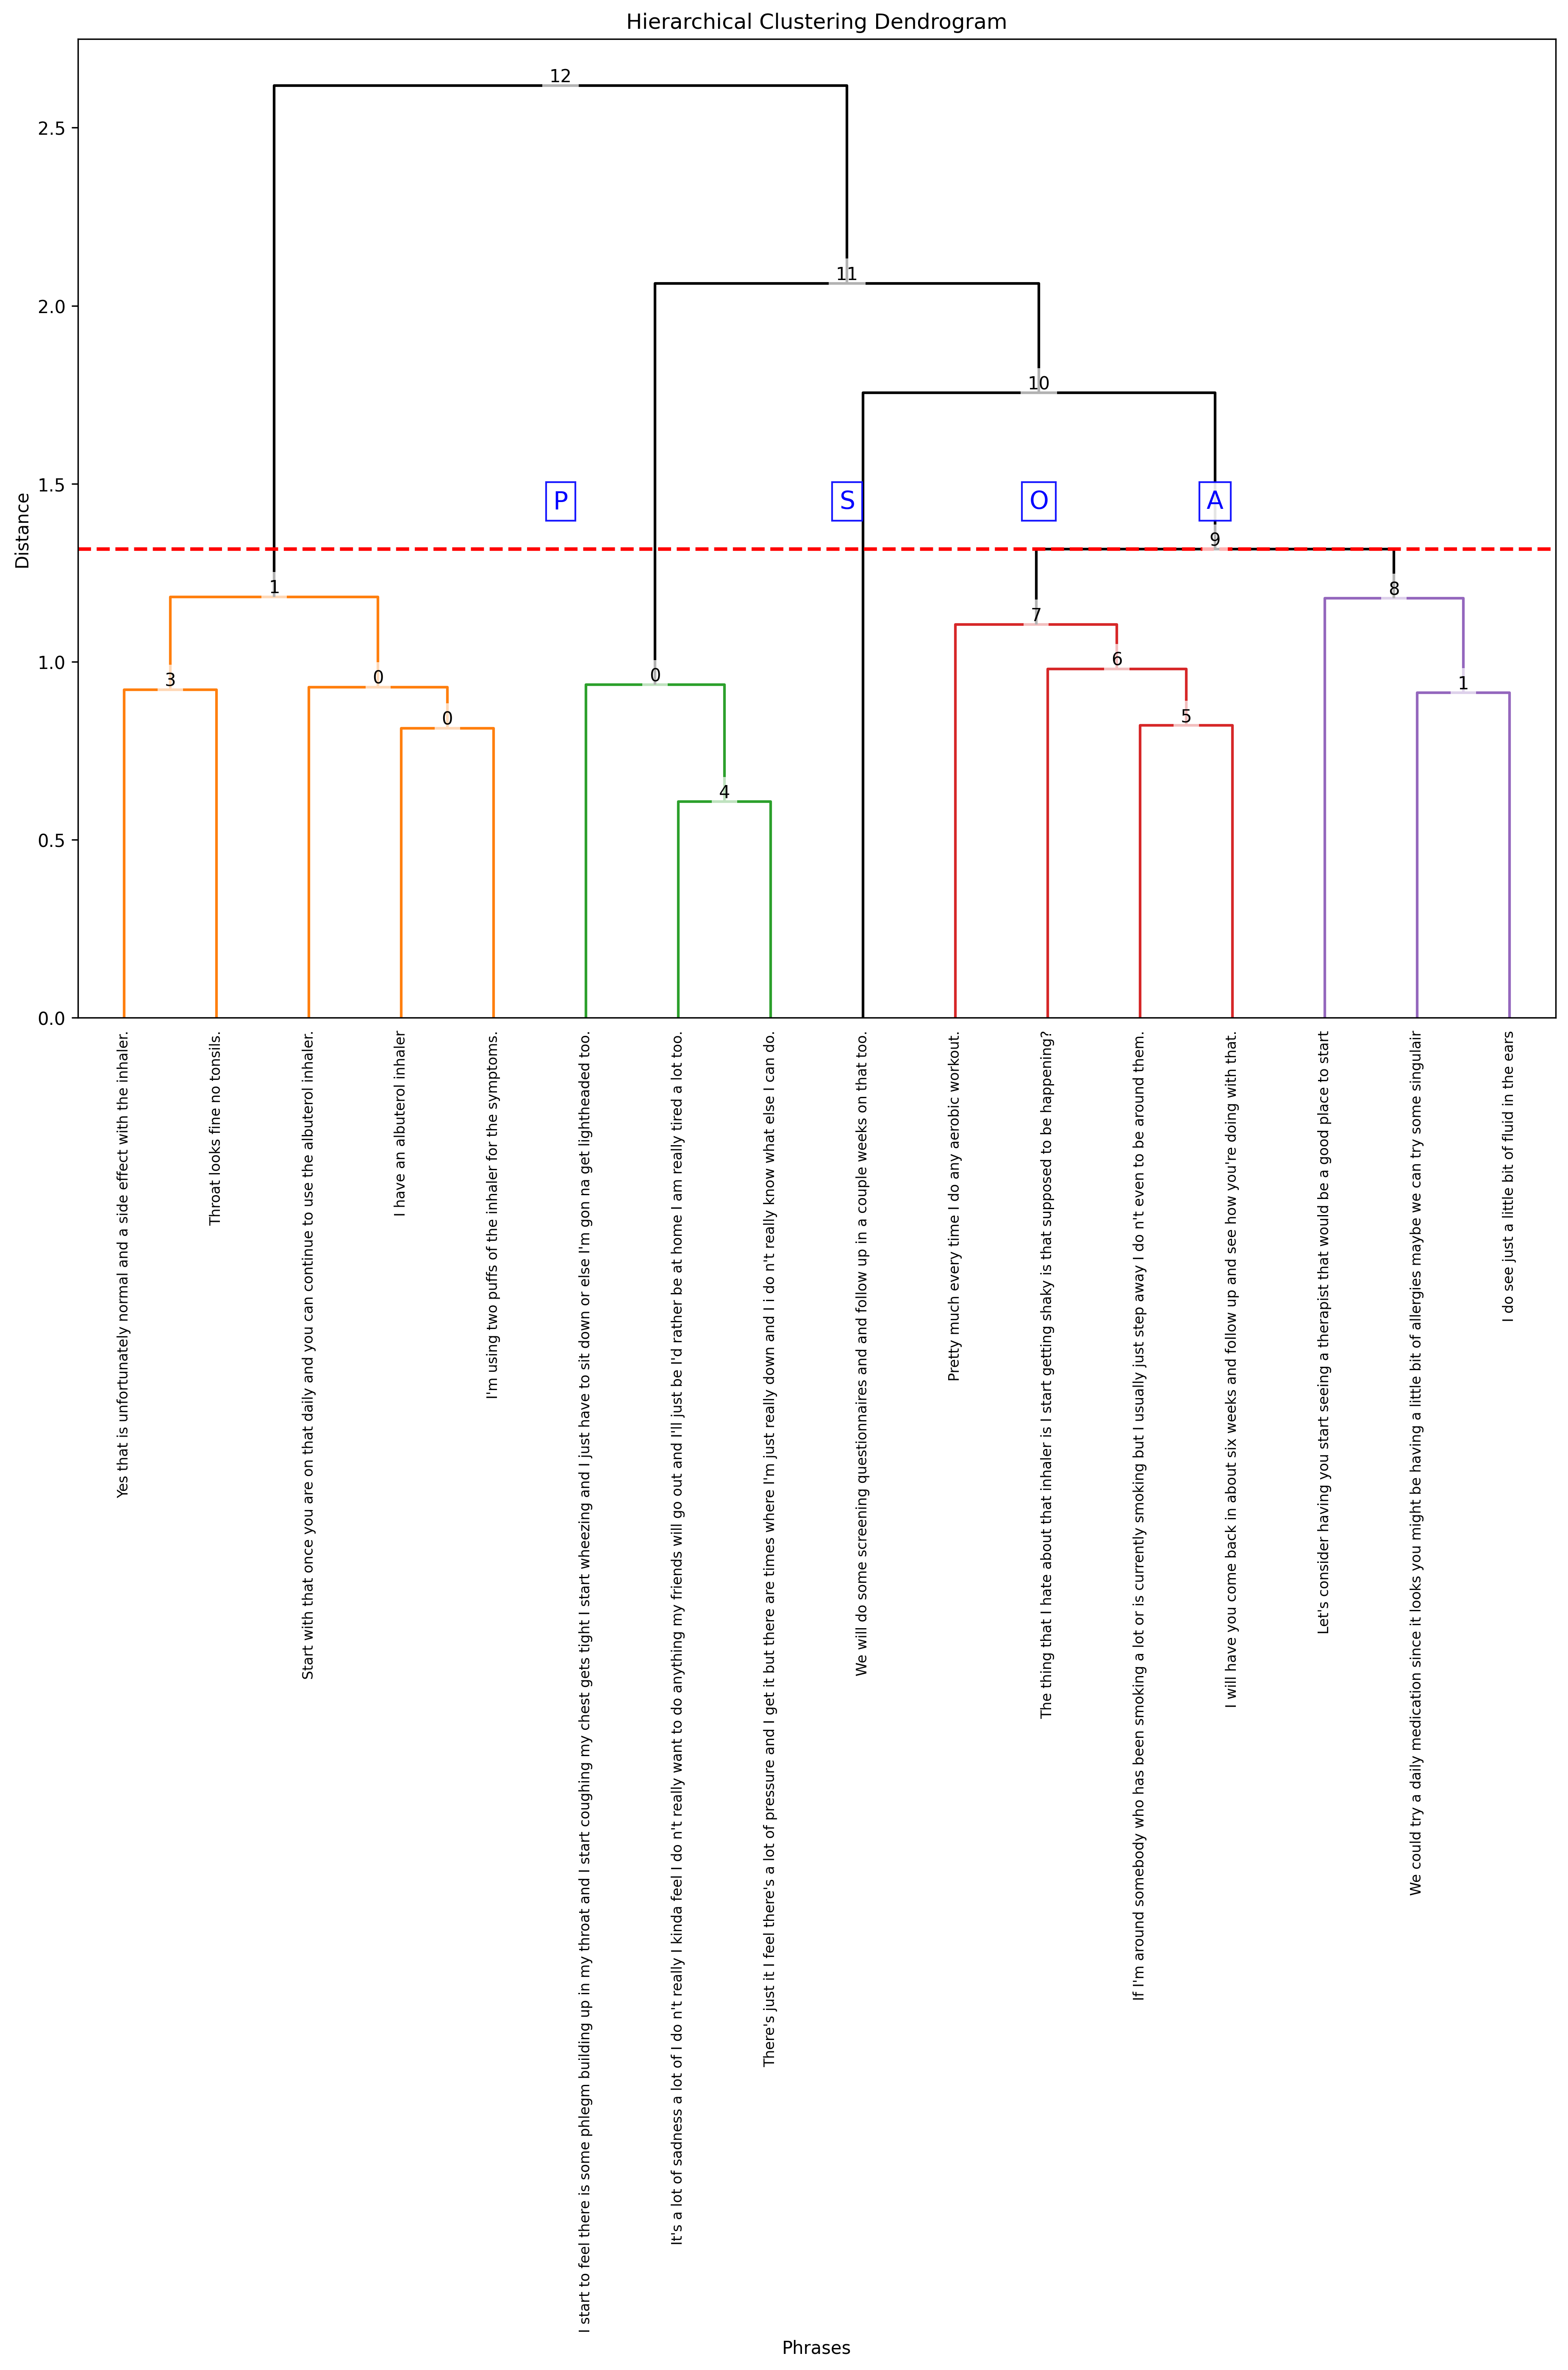 Hierarchical Clustering Dendrogram
12
2.5
11
2.0
10
1.5
P
S
O
A
Distance
9
1
8
7
1.0
6
3
0
0
1
0
5
4
0.5
0.0
Yes that is unfortunately normal and a side effect with the inhaler.
Throat looks fine no tonsils.
Start with that once you are on that daily and you can continue to use the albuterol inhaler.
I have an albuterol inhaler
I'm using two puffs of the inhaler for the symptoms.
I start to feel there is some phlegm building up in my throat and I start coughing my chest gets tight I start wheezing and I just have to sit down or else I'm gon na get lightheaded too.
It's a lot of sadness a lot of I do n't really I kinda feel I do n't really want to do anything my friends will go out and I'll just be I'd rather be at home I am really tired a lot too.
There's just it I feel there's a lot of pressure and I get it but there are times where I'm just really down and I i do n't really know what else I can do.
We will do some screening questionnaires and and follow up in a couple weeks on that too.
Pretty much every time I do any aerobic workout.
The thing that I hate about that inhaler is I start getting shaky is that supposed to be happening?
If I'm around somebody who has been smoking a lot or is currently smoking but I usually just step away I do n't even to be around them.
I will have you come back in about six weeks and follow up and see how you're doing with that.
Let's consider having you start seeing a therapist that would be a good place to start
We could try a daily medication since it looks you might be having a little bit of allergies maybe we can try some singulair
I do see just a little bit of fluid in the ears
Phrases